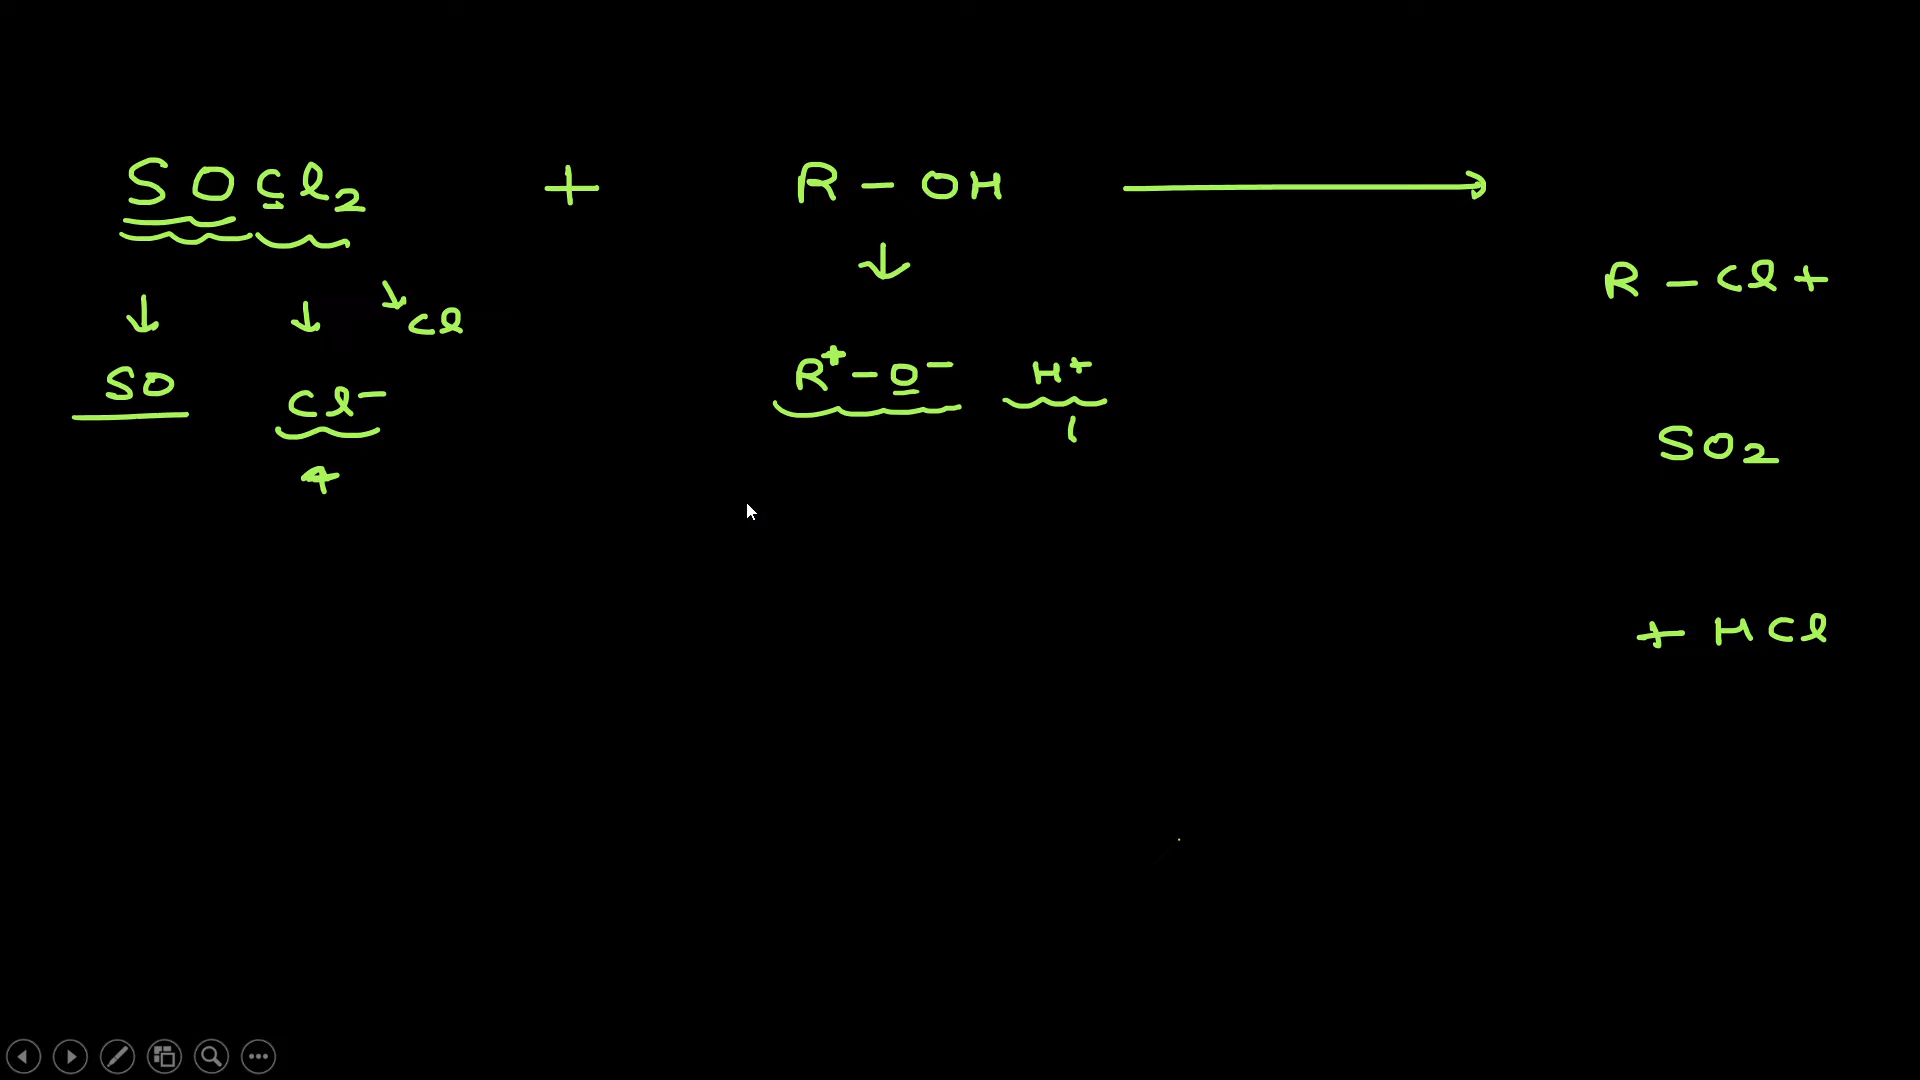 SOCl₂ + R - OH ⟶
R - Cl +
↓ ↓ ↘ Cl ↓
SO Cl⁻ R⁺ - O⁻ H⁺
SO₂
+ HCl